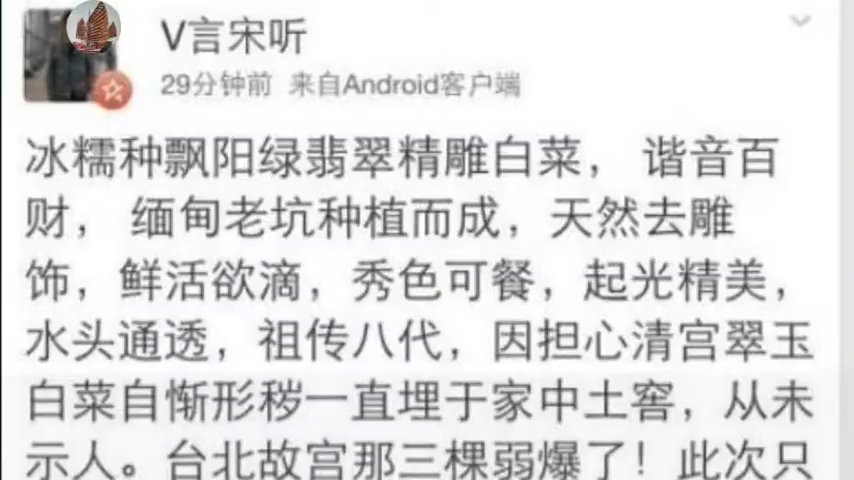 V言宋听
29分钟前 来自Android客户端
冰糯种飘阳绿翡翠精雕白菜，谐音百
财，缅甸老坑种植而成，天然去雕
饰，鲜活欲滴，秀色可餐，起光精美，
水头通透，祖传八代，因担心清宫翠玉
白菜自惭形秽一直埋于家中土窖，从未
示人。台北故宫那三棵弱爆了！此次只